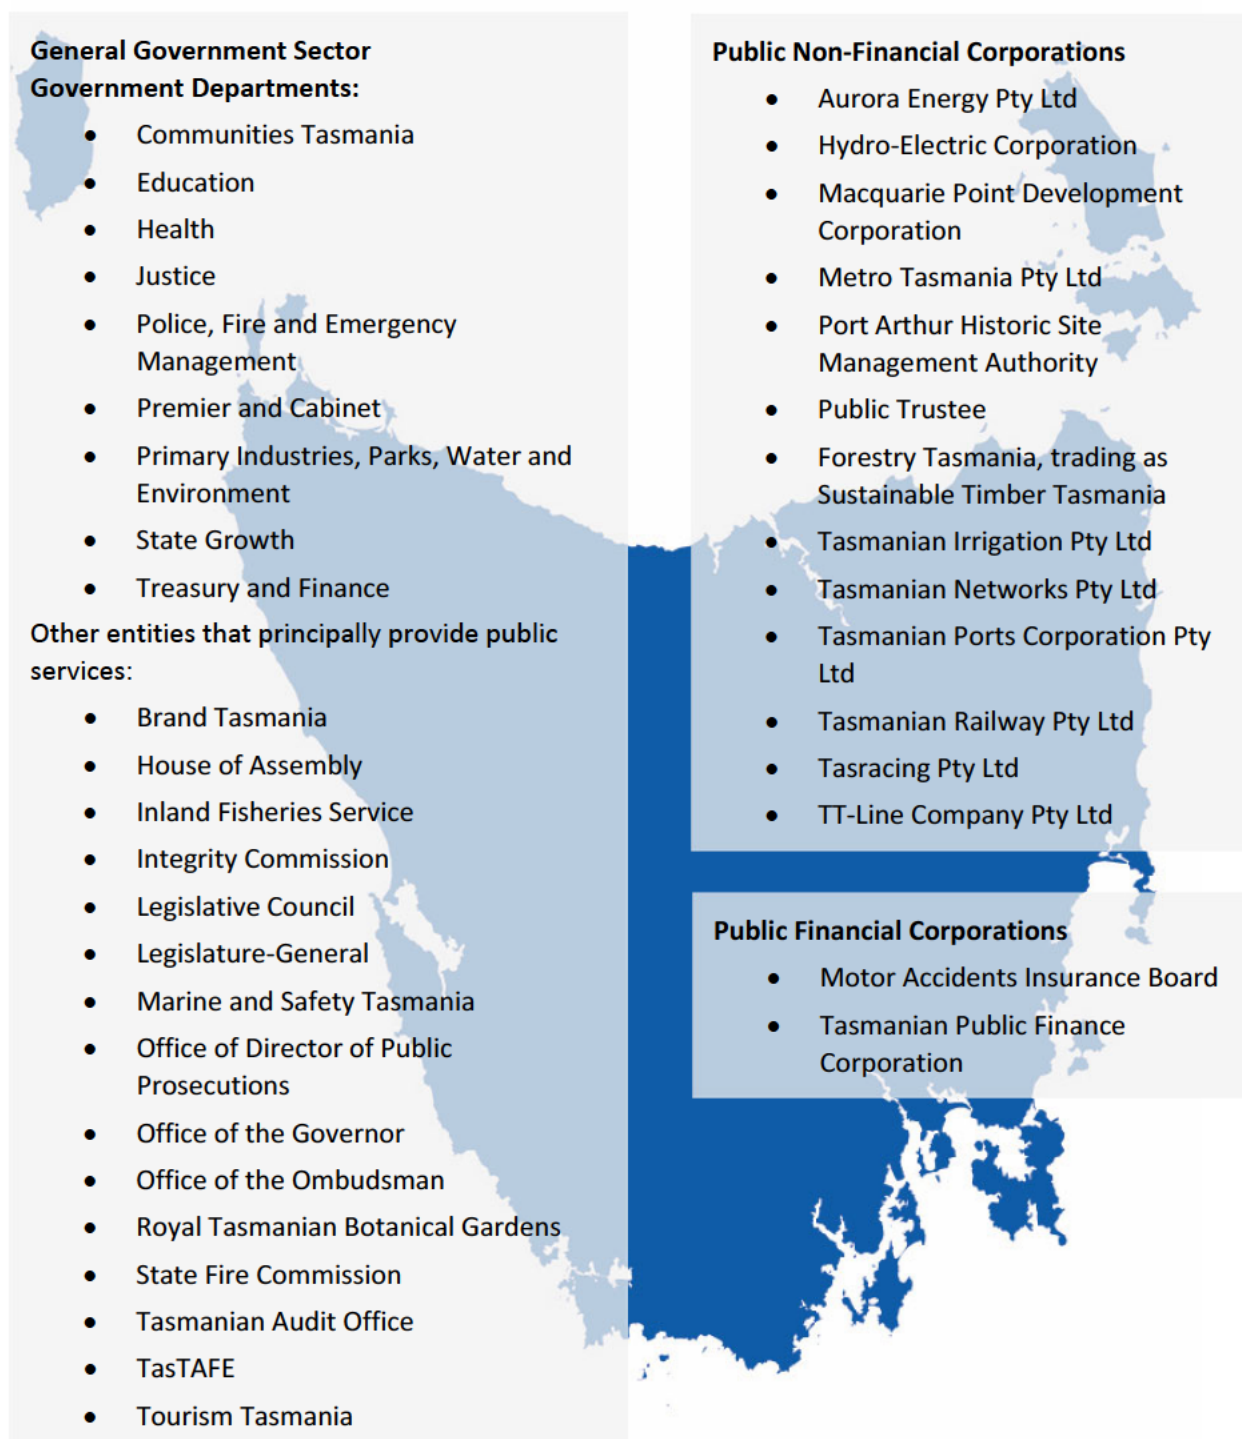 General Government Sector
Government Departments:
• Communities Tasmania
• Education
• Health
• Justice
• Police, Fire and Emergency
Management
• Premier and Cabinet
• Primary Industries, Parks, Water and
Environment
• State Growth
• Treasury and Finance
Other entities that principally provide public
services:
• Brand Tasmania
• House of Assembly
• Inland Fisheries Service
• Integrity Commission
• Legislative Council
• Legislature-General
• Marine and Safety Tasmania
• Office of Director of Public
Prosecutions
• Office of the Governor
• Office of the Ombudsman
• Royal Tasmanian Botanical Gardens
• State Fire Commission
• Tasmanian Audit Office
• TasTAFE
• Tourism Tasmania
Public Non-Financial Corporations
• Aurora Energy Pty Ltd
• Hydro-Electric Corporation
• Macquarie Point Development
Corporation
• Metro Tasmania Pty Ltd
• Port Arthur Historic Site
Management Authority
• Public Trustee
• Forestry Tasmania, trading as
Sustainable Timber Tasmania
• Tasmanian Irrigation Pty Ltd
• Tasmanian Networks Pty Ltd
• Tasmanian Ports Corporation Pty
Ltd
• Tasmanian Railway Pty Ltd
• Tasracing Pty Ltd
• TT-Line Company Pty Ltd
Public Financial Corporations
• Motor Accidents Insurance Board
• Tasmanian Public Finance
Corporation